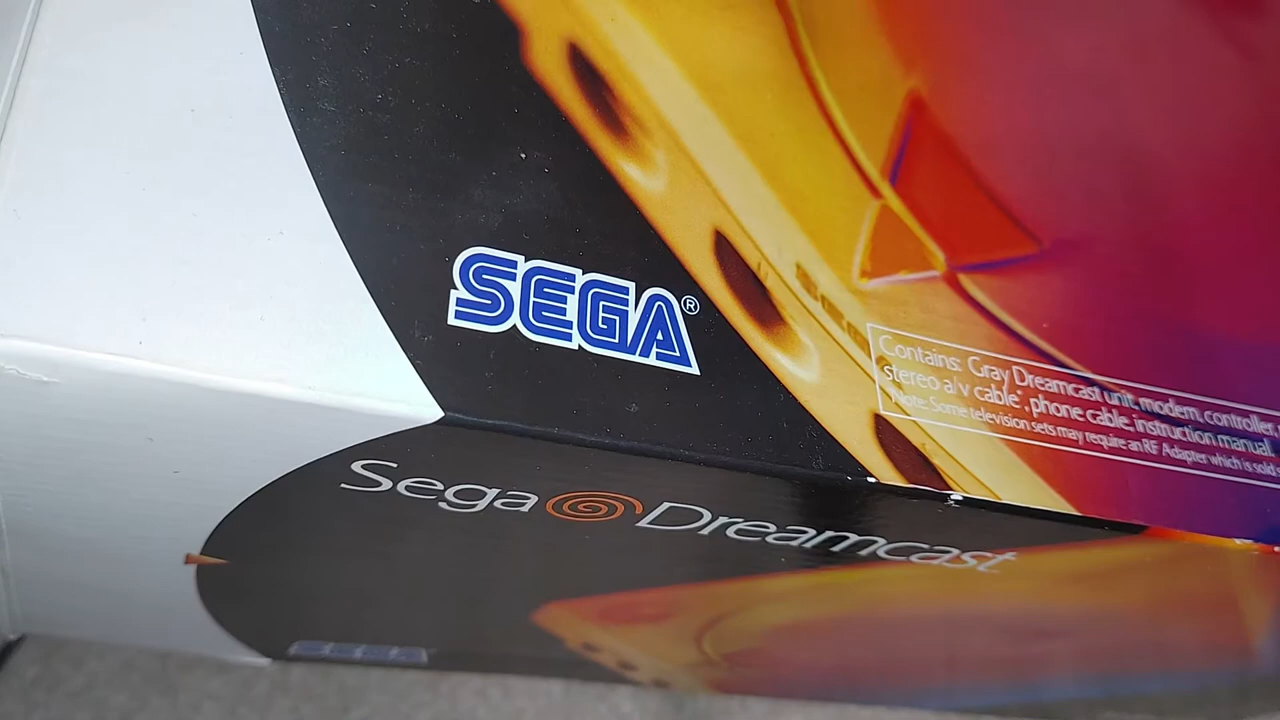 SEGA®
Contains: Gray Dreamcast unit, modem, controller,
stereo a/v cable*, phone cable, instruction manual.
*Note: Some television sets may require an RF Adapter which is sold
Sega Dreamcast
SEGA